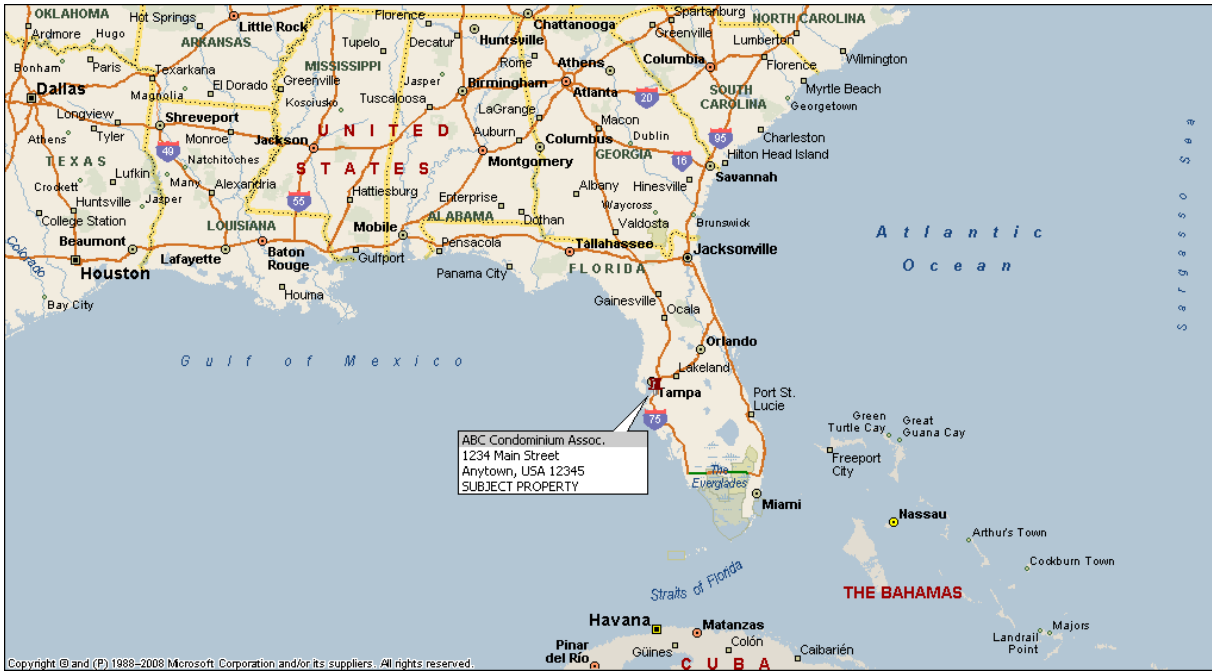 OKLAHOMA
Ardmore
Hugo
Hot Springs
Little Rock
ARKANSAS
Bonham
Paris
Texarkana
El Dorado
Magnolia
Dallas
Longview
Shreveport
Monroe
Athens
Tyler
49
Natchitoches
TEXAS
Lufkin
Many
Alexandria
Crockett
Huntsville
Jasper
College Station
LOUISIANA
Beaumont
Lafayette
Baton
Rouge
Houston
Houma
Colorado
Bay City
Florence
Decatur
Huntsville
Chattanooga
Tupelo
MISSISSIPPI
Rome
Jasper
Birmingham
Greenville
Kosciusko
Tuscaloosa
UNITED
STATES
Jackson
55
Hattiesburg
LaGrange
Auburn
Columbus
Montgomery
Enterprise
Dothan
ALABAMA
Mobile
Gulfport
Pensacola
Panama City
Athens
Atlanta
20
Macon
Dublin
GEORGIA
16
Albany
Hinesville
Waycross
Valdosta
Brunswick
Spartanburg
Greenville
NORTH CAROLINA
Lumberton
Wilmington
Columbia
Florence
SOUTH
CAROLINA
Myrtle Beach
Georgetown
95
Charleston
Hilton Head Island
Savannah
Tallahassee
Jacksonville
FLORIDA
Gainesville
Ocala
Orlando
Lakeland
Tampa
75
Port St.
Lucie
The
Everglades
Miami
Atlantic
Ocean
Sargasso Sea
Gulf of Mexico
ABC Condominium Assoc.
1234 Main Street
Anytown, USA 12345
SUBJECT PROPERTY
Green
Turtle Cay
Great
Guana Cay
Freeport
City
Nassau
Arthur's Town
Cockburn Town
THE BAHAMAS
Landrail
Point
Majors
Straits of Florida
Havana
Matanzas
Pinar
del Río
Güines
Colón
Caibarién
CUBA
Copyright © and (P) 1988–2008 Microsoft Corporation and/or its suppliers. All rights reserved.